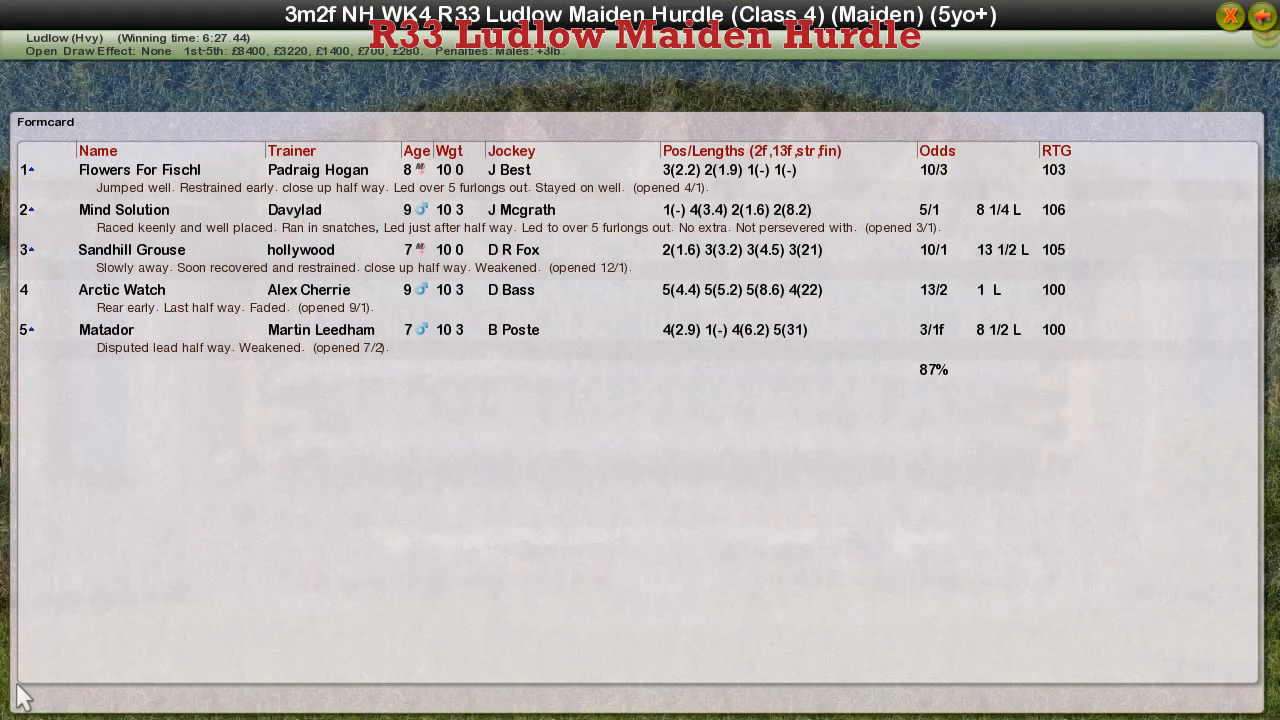 3m2f NH WK4 R33 Ludlow Maiden Hurdle (Class 4) (Maiden) (5yo+)
R33 Ludlow Maiden Hurdle
Ludlow (Hvy) (Winning time: 6:27.44)
Open Draw Effect: None 1st-5th: £8400, £3220, £1400, £700, £280. Penalties: Males: +3lb.
Formcard
Name Trainer Age Wgt Jockey Pos/Lengths (2f,13f,str,fin) Odds RTG
1 Flowers For Fischl Padraig Hogan 8 10 0 J Best 3(2.2) 2(1.9) 1(-) 1(-) 10/3 103
Jumped well. Restrained early. close up half way. Led over 5 furlongs out. Stayed on well. (opened 4/1).
2 Mind Solution Davylad 9 10 3 J Mcgrath 1(-) 4(3.4) 2(1.6) 2(8.2) 5/1 8 1/4 L 106
Raced keenly and well placed. Ran in snatches, Led just after half way. Led to over 5 furlongs out. No extra. Not persevered with. (opened 3/1).
3 Sandhill Grouse hollywood 7 10 0 D R Fox 2(1.6) 3(3.2) 3(4.5) 3(21) 10/1 13 1/2 L 105
Slowly away. Soon recovered and restrained. close up half way. Weakened. (opened 12/1).
4 Arctic Watch Alex Cherrie 9 10 3 D Bass 5(4.4) 5(5.2) 5(8.6) 4(22) 13/2 1 L 100
Rear early. Last half way. Faded. (opened 9/1).
5 Matador Martin Leedham 7 10 3 B Poste 4(2.9) 1(-) 4(6.2) 5(31) 3/1f 8 1/2 L 100
Disputed lead half way. Weakened. (opened 7/2).
87%